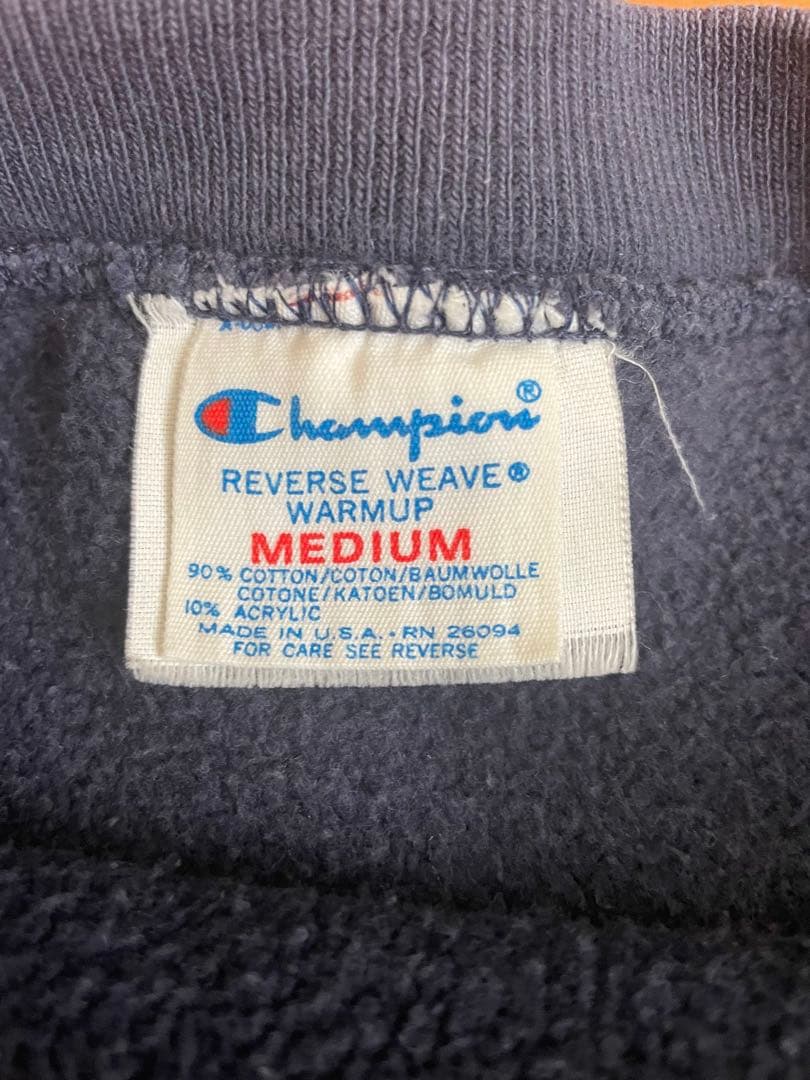 Champion®
REVERSE WEAVE®
WARMUP
MEDIUM
90% COTTON/COTON/BAUMWOLLE
COTONE/KATOEN/BOMULD
10% ACRYLIC
MADE IN U.S.A. • RN 26094
FOR CARE SEE REVERSE